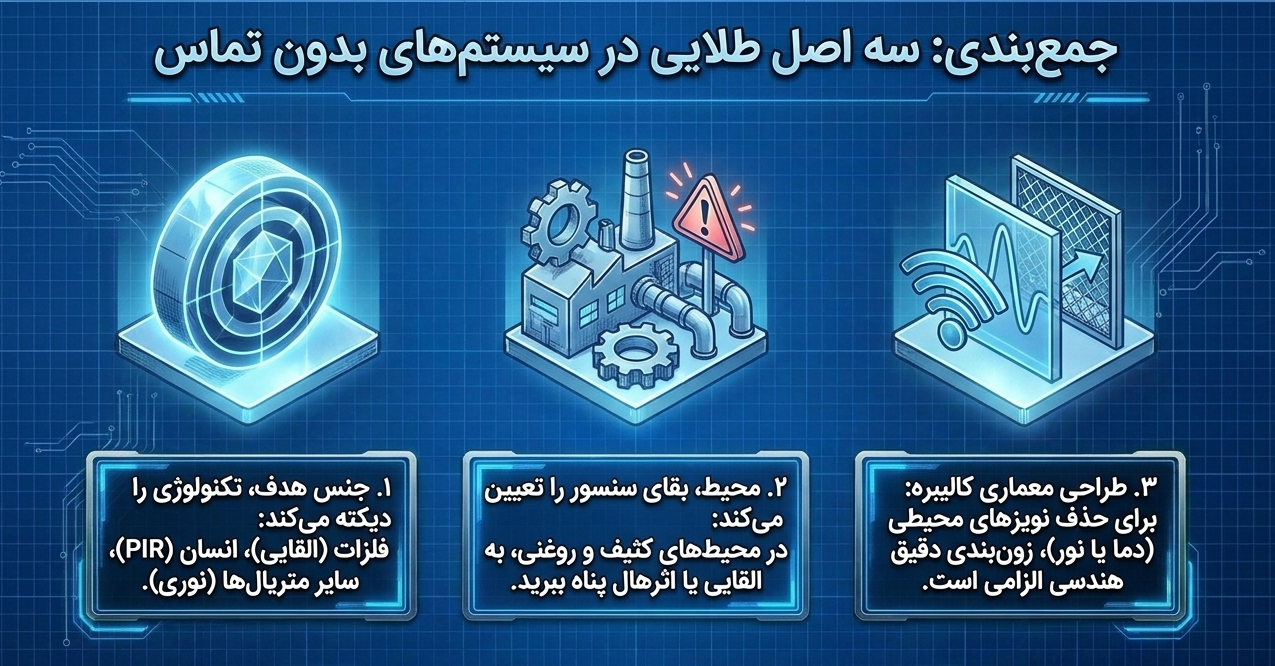 جمع‌بندی: سه اصل طلایی در سیستم‌های بدون تماس
۱. جنس هدف، تکنولوژی را
دیکته می‌کند:
فلزات (القایی)، انسان (PIR)،
سایر متریال‌ها (نوری).
۲. محیط، بقای سنسور را تعیین
می‌کند:
در محیط‌های کثیف و روغنی، به
القایی یا اثرهال پناه ببرید.
۳. طراحی معماری کالیبره:
برای حذف نویزهای محیطی
(دما یا نور)، زون‌بندی دقیق
هندسی الزامی است.